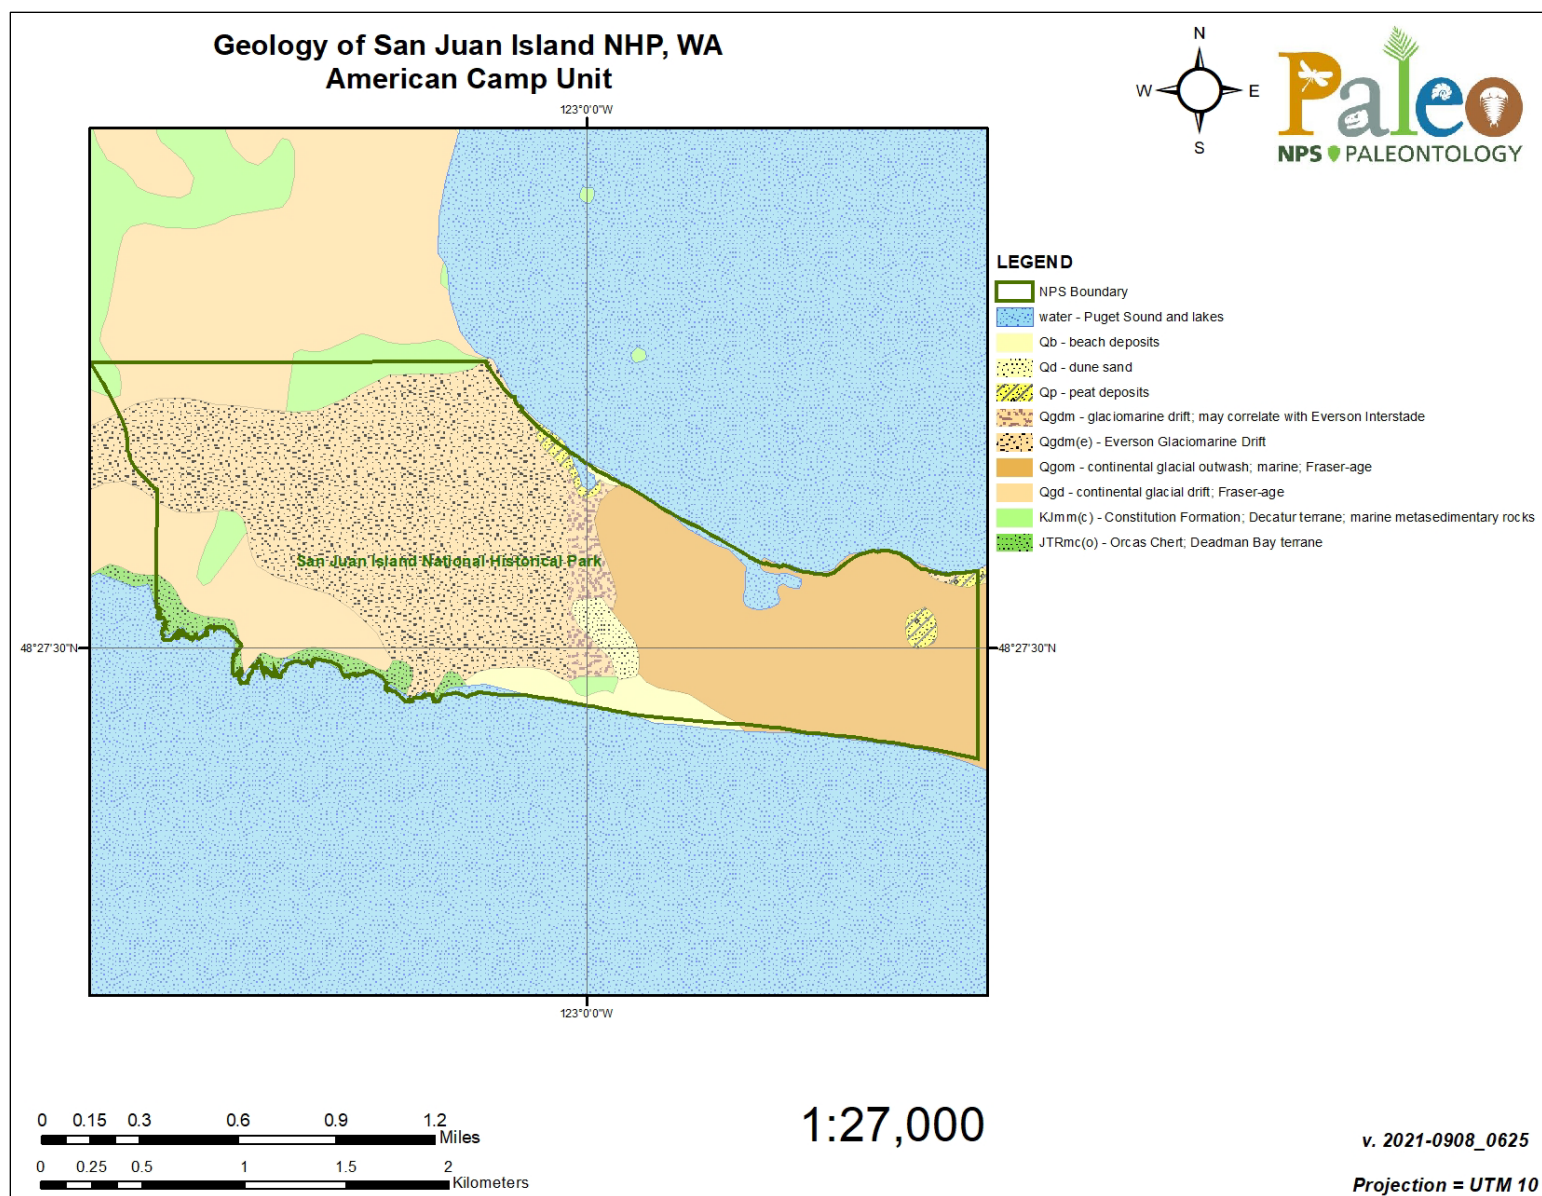 Geology of San Juan Island NHP, WA
American Camp Unit
N
W E
S
Paleo
NPS PALEONTOLOGY
123°0'0"W
48°27'30"N
48°27'30"N
123°0'0"W
San Juan Island National Historical Park
LEGEND
NPS Boundary
water - Puget Sound and lakes
Qb - beach deposits
Qd - dune sand
Qp - peat deposits
Qgdm - glaciomarine drift; may correlate with Everson Interstade
Qgdm(e) - Everson Glaciomarine Drift
Qgom - continental glacial outwash; marine; Fraser-age
Qgd - continental glacial drift; Fraser-age
KJmm(c) - Constitution Formation; Decatur terrane; marine metasedimentary rocks
JTRmc(o) - Orcas Chert; Deadman Bay terrane
0 0.15 0.3 0.6 0.9 1.2
Miles
0 0.25 0.5 1 1.5 2
Kilometers
1:27,000
v. 2021-0908_0625
Projection = UTM 10